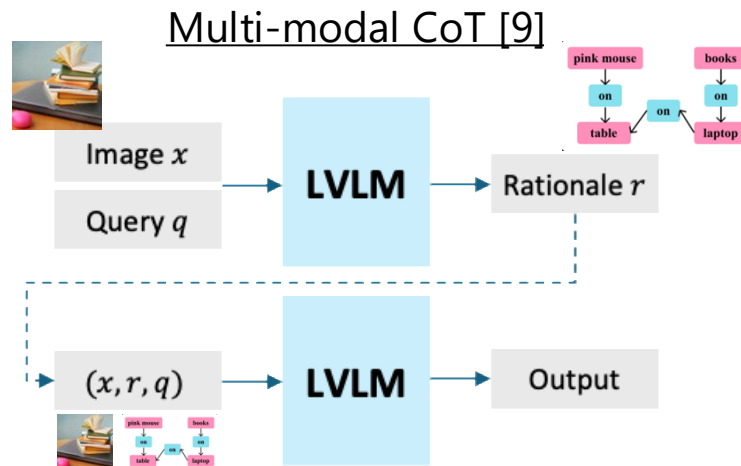 Multi-modal CoT [9]
pink mouse
books
on
on
on
table
laptop
Image x
Query q
LVLM
Rationale r
(x, r, q)
LVLM
Output
pink mouse
books
on
on
on
table
laptop